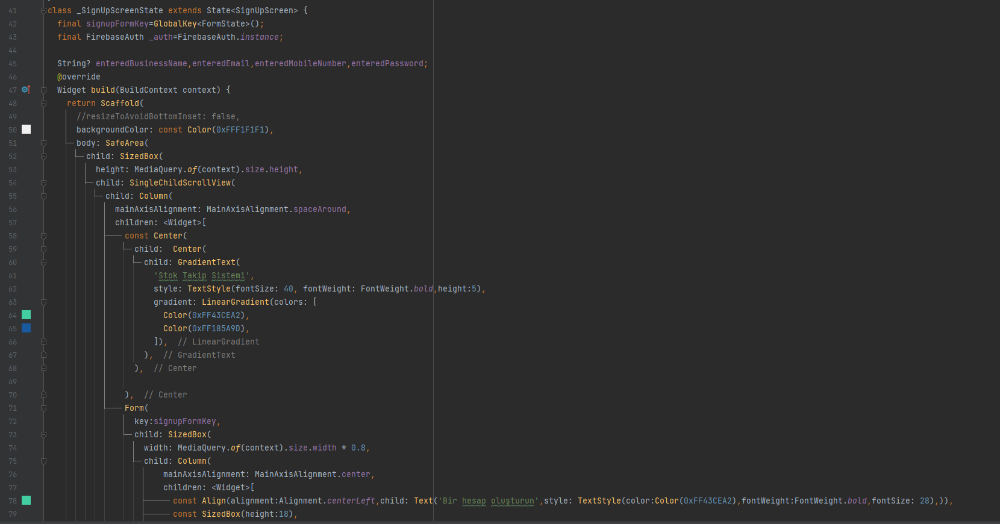 41 class _SignUpScreenState extends State<SignUpScreen> {
42 final signupFormKey=GlobalKey<FormState>();
43 final FirebaseAuth _auth=FirebaseAuth.instance;
44
45 String? enteredBusinessName,enteredEmail,enteredMobileNumber,enteredPassword;
46 @override
47 Widget build(BuildContext context) {
48 return Scaffold(
49 //resizeToAvoidBottomInset: false,
50 backgroundColor: const Color(0xFFF1F1F1),
51 body: SafeArea(
52 child: SizedBox(
53 height: MediaQuery.of(context).size.height,
54 child: SingleChildScrollView(
55 child: Column(
56 mainAxisAlignment: MainAxisAlignment.spaceAround,
57 children: <Widget>[
58 const Center(
59 child:  Center(
60 child: GradientText(
61 'Stok Takip Sistemi',
62 style: TextStyle(fontSize: 40, fontWeight: FontWeight.bold,height:5),
63 gradient: LinearGradient(colors: [
64 Color(0xFF43CEA2),
65 Color(0xFF185A9D),
66 ]),  // LinearGradient
67 ),  // GradientText
68 ),  // Center
69
70 ),  // Center
71 Form(
72 key:signupFormKey,
73 child: SizedBox(
74 width: MediaQuery.of(context).size.width * 0.8,
75 child: Column(
76 mainAxisAlignment: MainAxisAlignment.center,
77 children: <Widget>[
78 const Align(alignment:Alignment.centerLeft,child: Text('Bir hesap oluşturun',style: TextStyle(color:Color(0xFF43CEA2),fontWeight:FontWeight.bold,fontSize: 28),)),
79 const SizedBox(height:18),